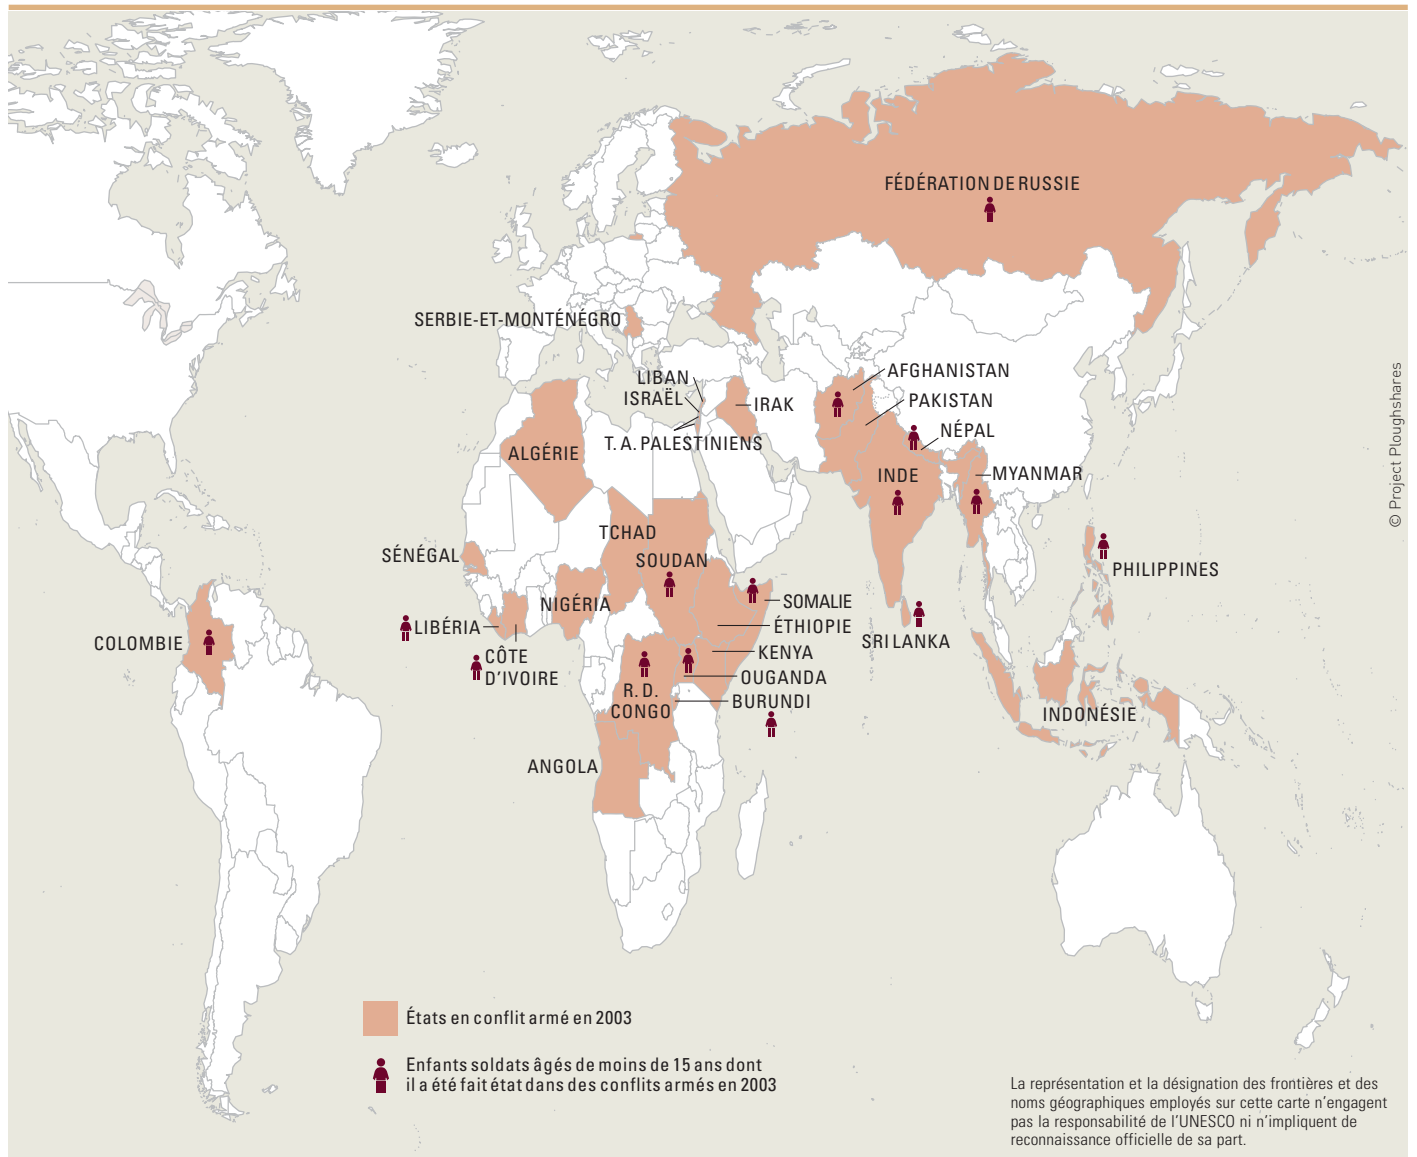 FÉDÉRATION DE RUSSIE
SERBIE-ET-MONTÉNÉGRO
AFGHANISTAN
LIBAN
ISRAËL
IRAK
PAKISTAN
T. A. PALESTINIENS
NÉPAL
ALGÉRIE
INDE
MYANMAR
TCHAD
SÉNÉGAL
SOUDAN
PHILIPPINES
NIGÉRIA
SOMALIE
LIBÉRIA
ÉTHIOPIE
COLOMBIE
SRI LANKA
CÔTE
D'IVOIRE
KENYA
OUGANDA
R. D.
CONGO
BURUNDI
INDONÉSIE
ANGOLA
© Project Ploughshares
États en conflit armé en 2003
Enfants soldats âgés de moins de 15 ans dont
il a été fait état dans des conflits armés en 2003
La représentation et la désignation des frontières et des
noms géographiques employés sur cette carte n'engagent
pas la responsabilité de l'UNESCO ni n'impliquent de
reconnaissance officielle de sa part.